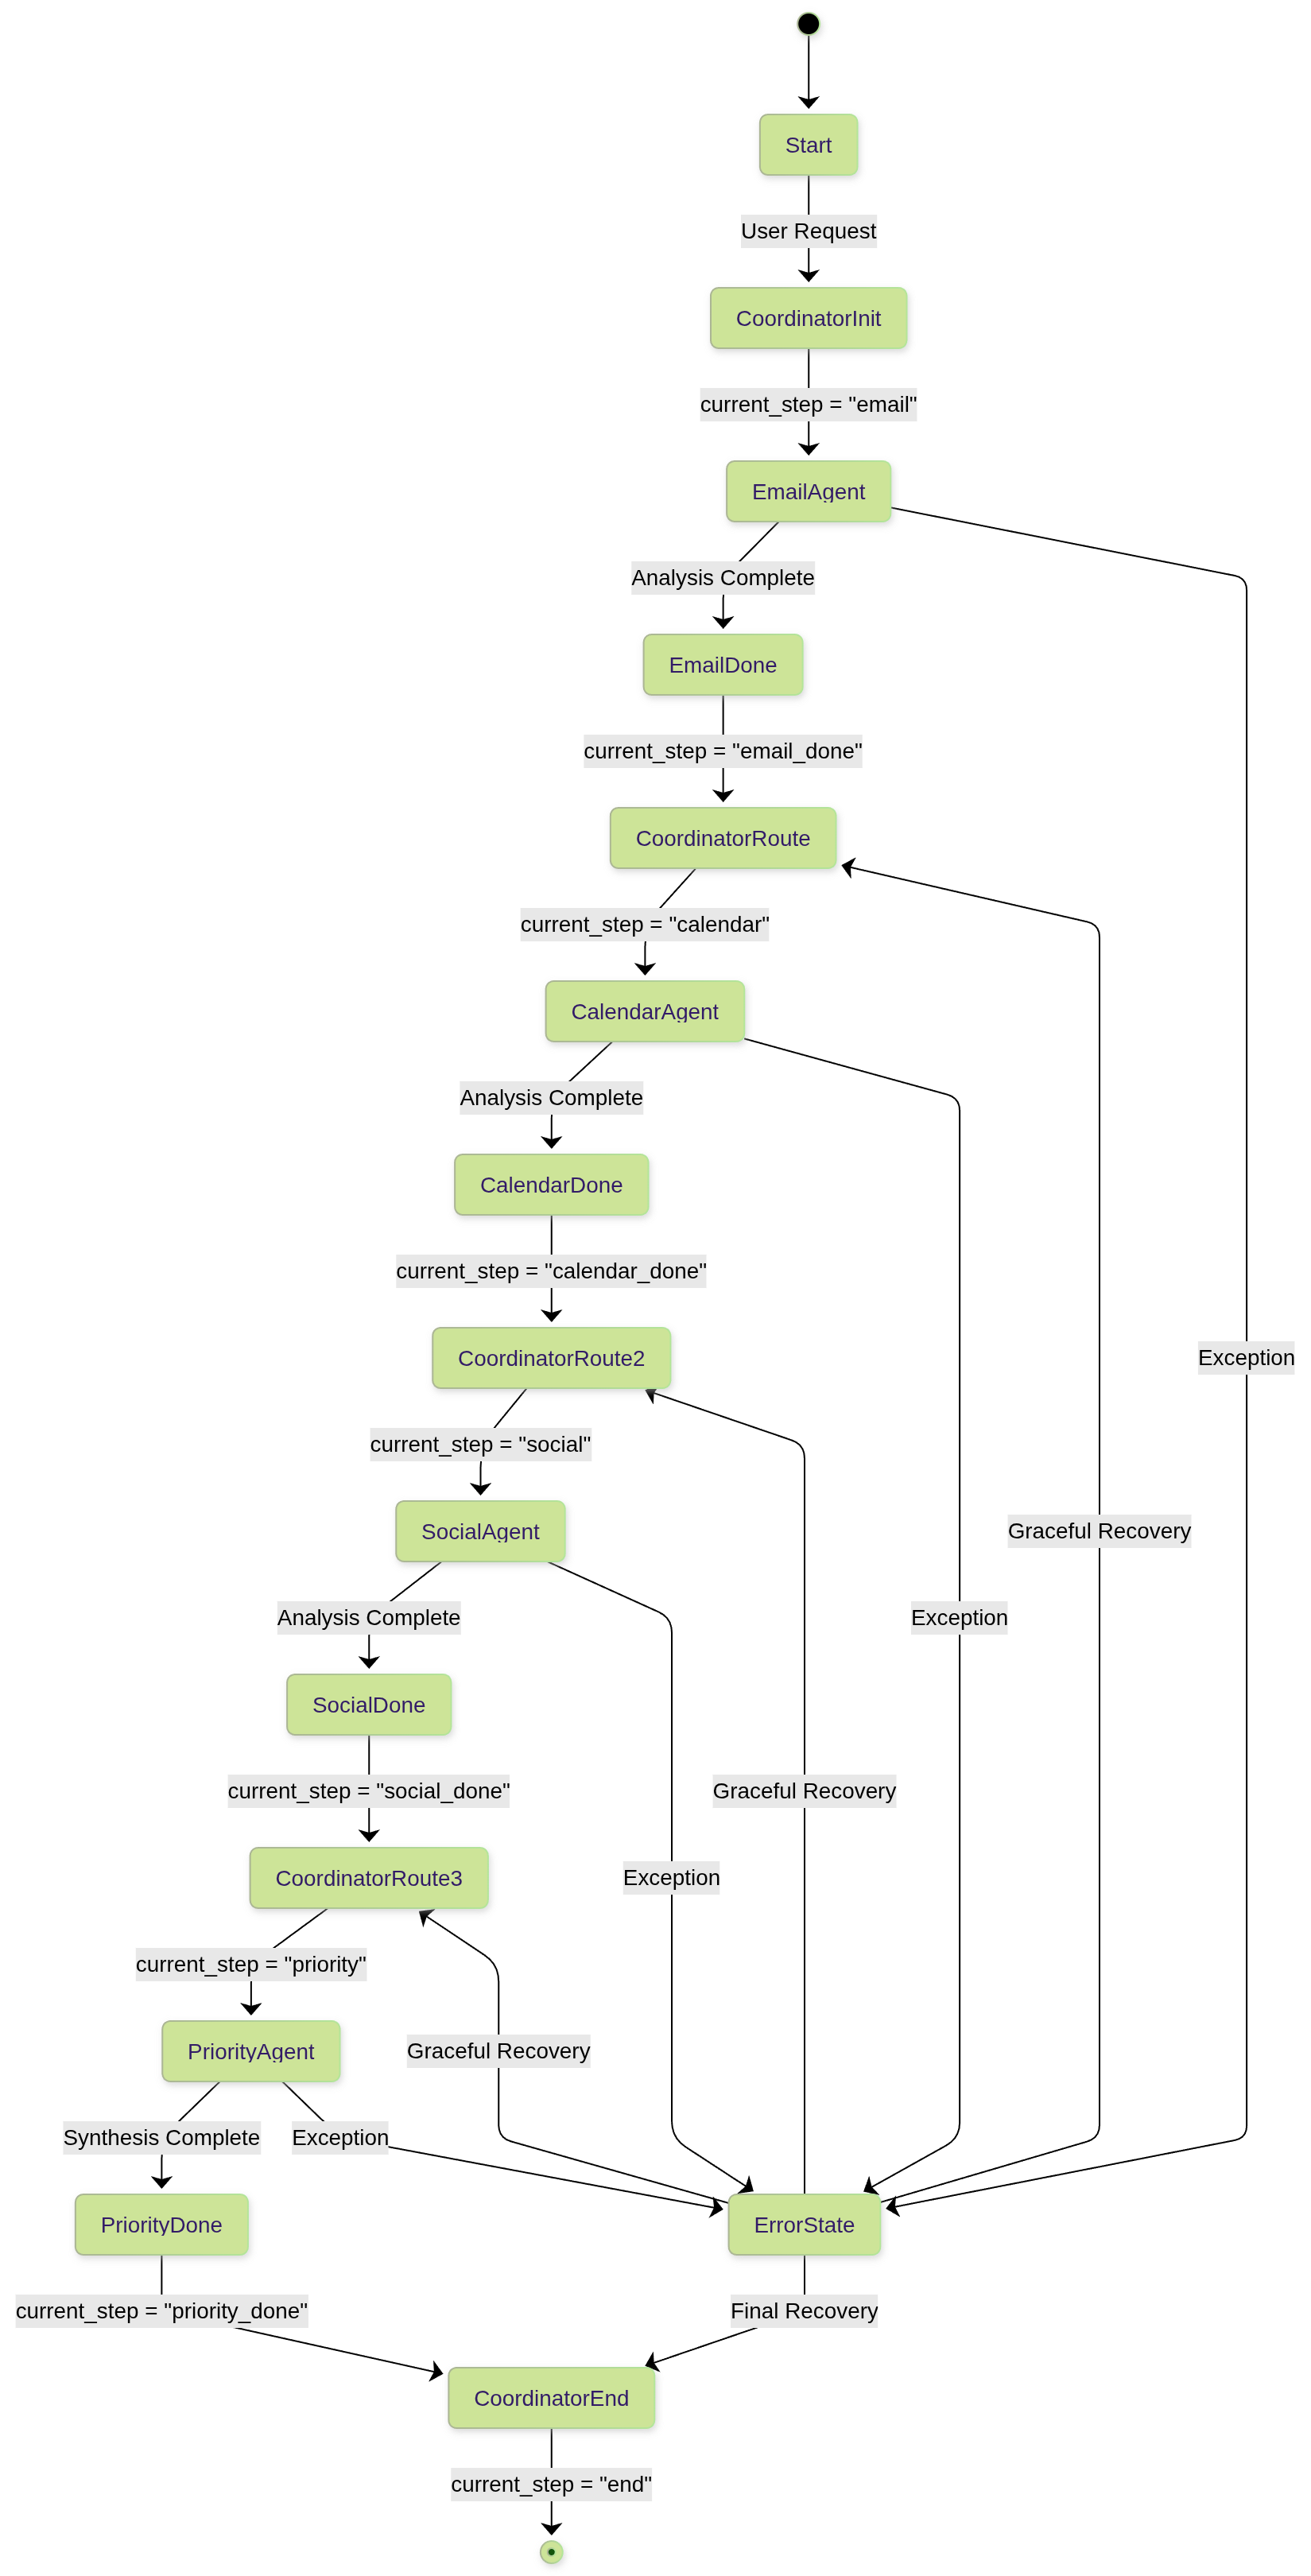 Start
User Request
CoordinatorInit
current_step = "email"
EmailAgent
Analysis Complete
EmailDone
current_step = "email_done"
CoordinatorRoute
current_step = "calendar"
CalendarAgent
Analysis Complete
CalendarDone
current_step = "calendar_done"
CoordinatorRoute2
Exception
current_step = "social"
SocialAgent
Graceful Recovery
Analysis Complete
Exception
SocialDone
current_step = "social_done"
Graceful Recovery
CoordinatorRoute3
Exception
current_step = "priority"
PriorityAgent
Graceful Recovery
Synthesis Complete
Exception
PriorityDone
ErrorState
current_step = "priority_done"
Final Recovery
CoordinatorEnd
current_step = "end"